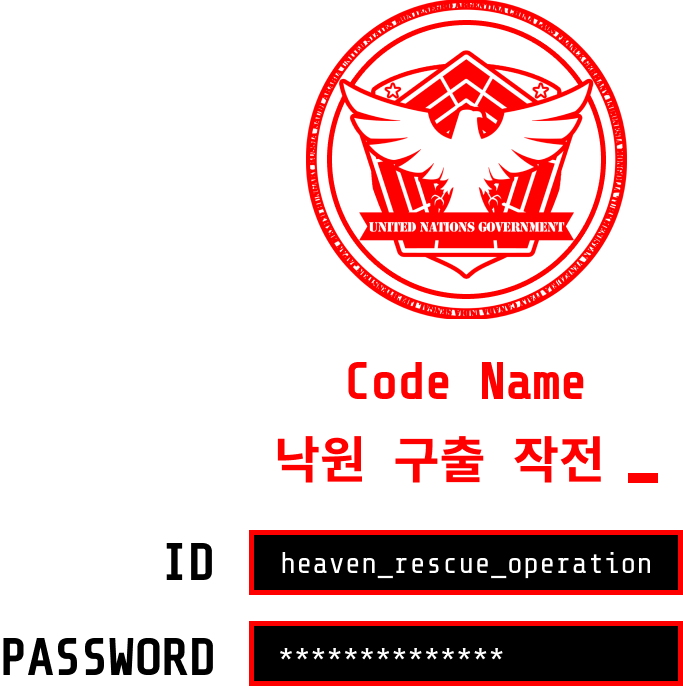 UNITED NATIONS GOVERNMENT
Code Name
낙원 구출 작전 _
ID
heaven_rescue_operation
PASSWORD
**************